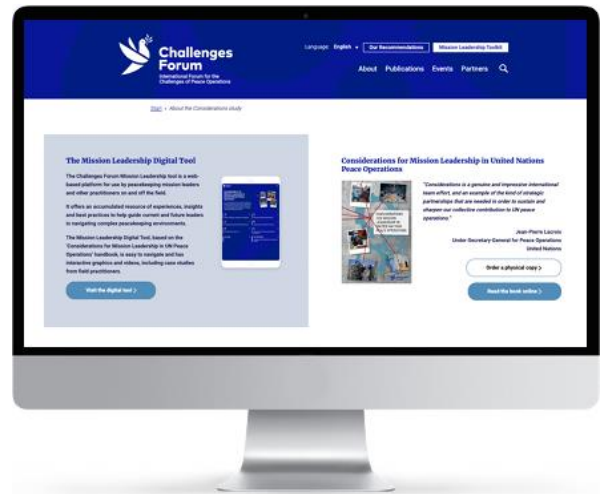 Challenges
Forum
International Forum for the
Challenges of Peace Operations
Language: English
Our Recommendations
Mission Leadership Toolkit
About Publications Events Partners
Start > About the Considerations study
The Mission Leadership Digital Tool
The Challenges Forum Mission Leadership tool is a web-
based platform for use by peacekeeping mission leaders
and other practitioners on and off the field.
It offers an accumulated resource of experiences, insights
and best practices to help guide current and future leaders
in navigating complex peacekeeping environments.
The Mission Leadership Digital Tool, based on the
'Considerations for Mission Leadership in UN Peace
Operations' handbook, is easy to navigate and has
interactive graphics and videos, including case studies
from field practitioners.
Visit the digital tool >
Considerations for Mission Leadership in United Nations
Peace Operations
"Considerations is a genuine and impressive international
team effort, and an example of the kind of strategic
partnerships that are needed in order to sustain and
sharpen our collective contribution to UN peace
operations."
Jean-Pierre Lacroix
Under Secretary General for Peace Operations
United Nations
Order a physical copy >
Read the book online >